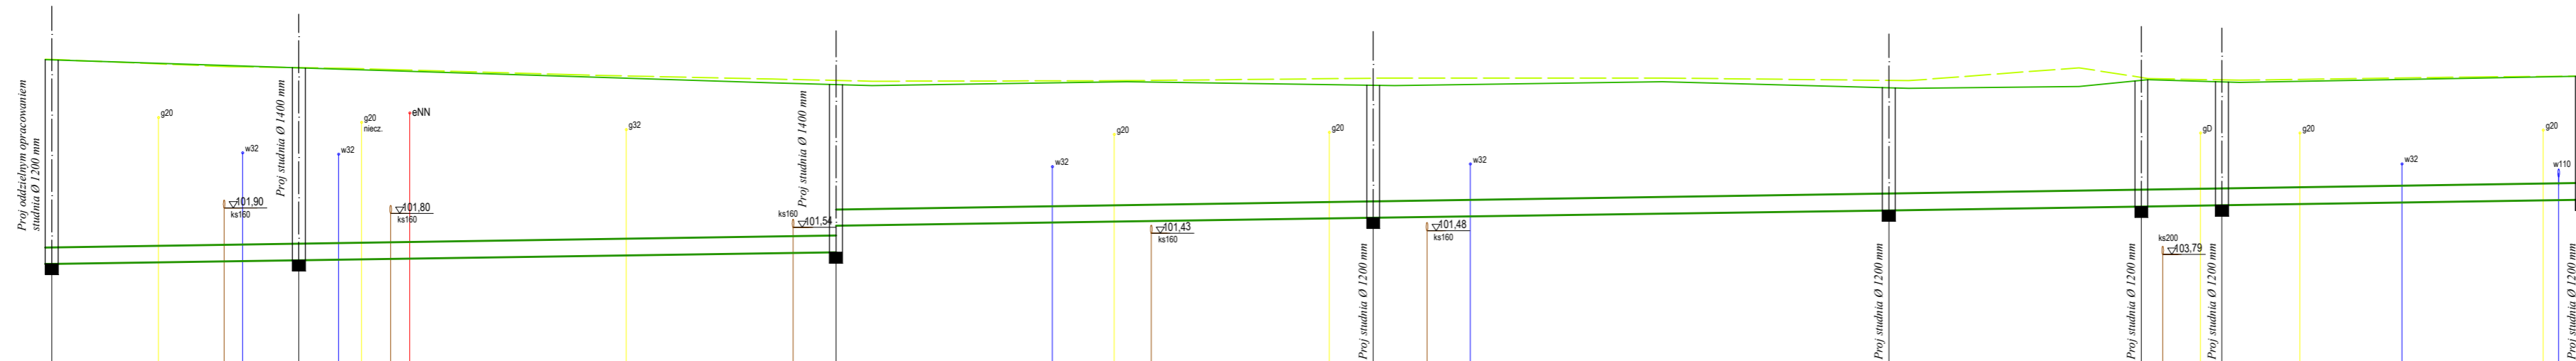 Proj oddzielnym opracowaniem
studnia Ø 1200 mm
g20
101,90
ks160
w32
Proj studnia Ø 1400 mm
w32
g20
niecz.
101,80
ks160
eNN
g32
ks160
101,54
Proj studnia Ø 1400 mm
w32
g20
101,43
ks160
g20
Proj studnia Ø 1200 mm
101,48
ks160
w32
Proj studnia Ø 1200 mm
Proj studnia Ø 1200 mm
ks200
103,79
gD
Proj studnia Ø 1200 mm
g20
w32
g20
w110
Proj studnia Ø 1200 mm